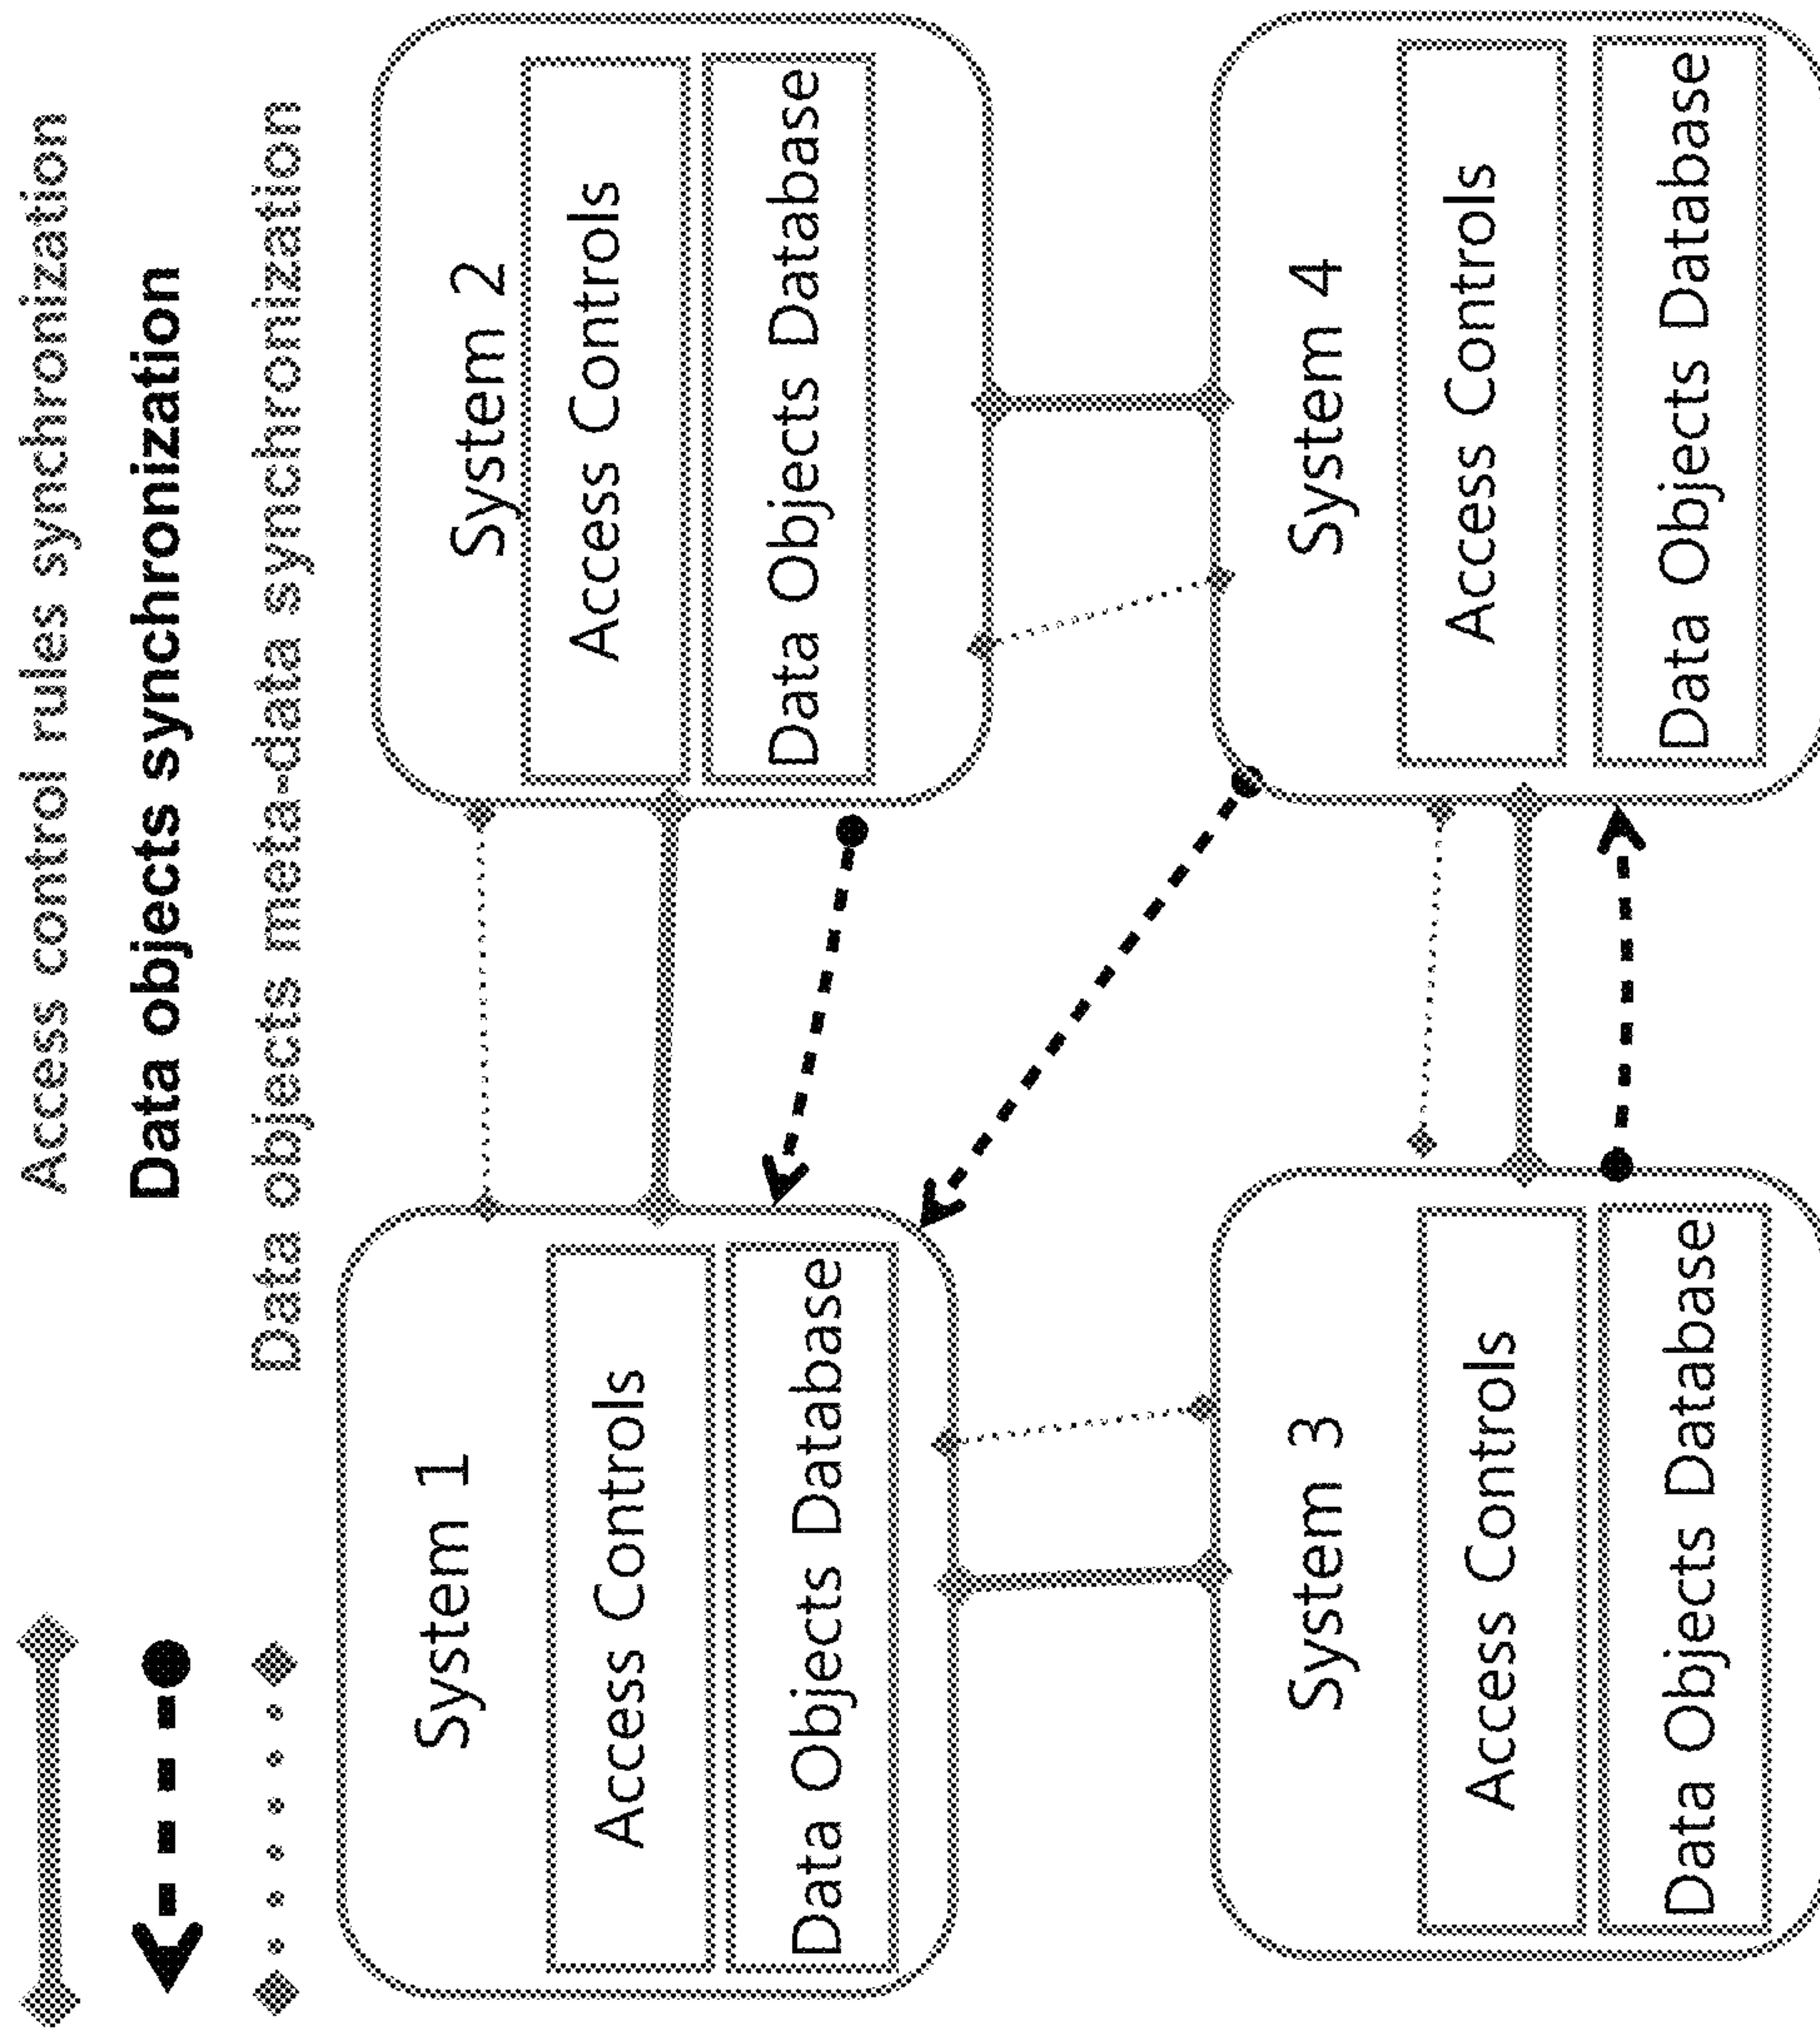 Access control rules synchronization
Data objects synchronization
Data objects meta-data synchronization
System 1
Access Controls
Data Objects Database
System 2
Access Controls
Data Objects Database
System 3
Access Controls
Data Objects Database
System 4
Access Controls
Data Objects Database